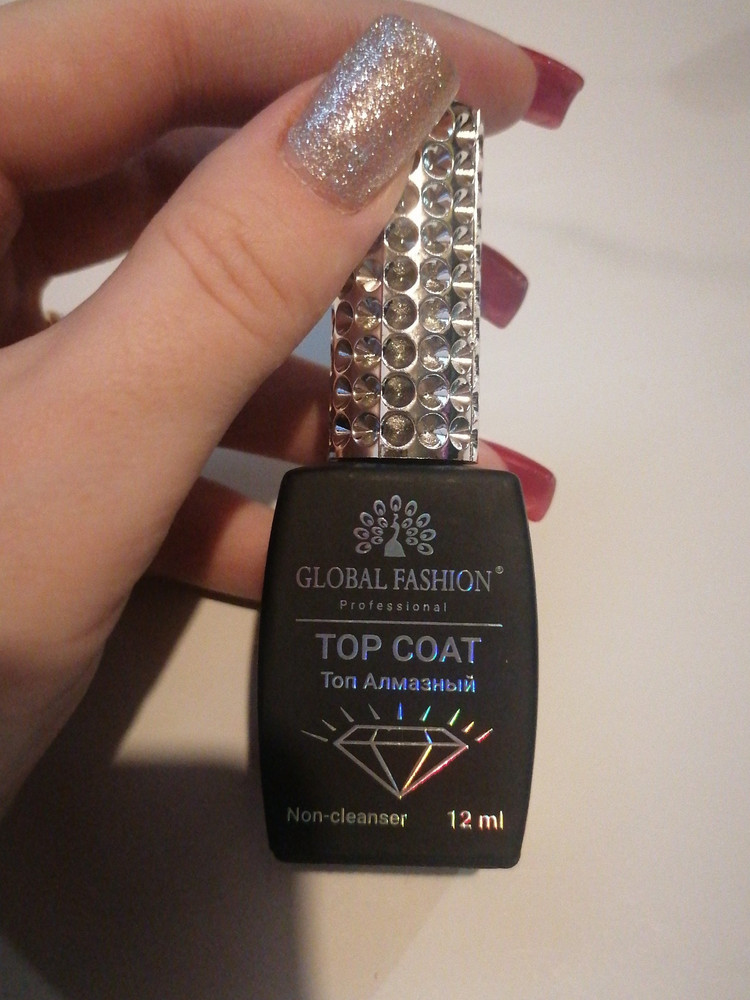 GLOBAL FASHION®
Professional
TOP COAT
Топ Алмазный
Non-cleanser 12 ml